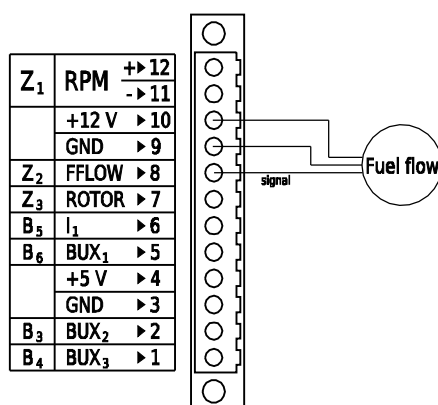 Z₁ RPM +▶12
-▶11
+12 V ▶10
GND ▶9
Z₂ FFLOW ▶8
Z₃ ROTOR ▶7
B₅ I₁ ▶6
B₆ BUX₁ ▶5
+5 V ▶4
GND ▶3
B₃ BUX₂ ▶2
B₄ BUX₃ ▶1
signal
Fuel flow